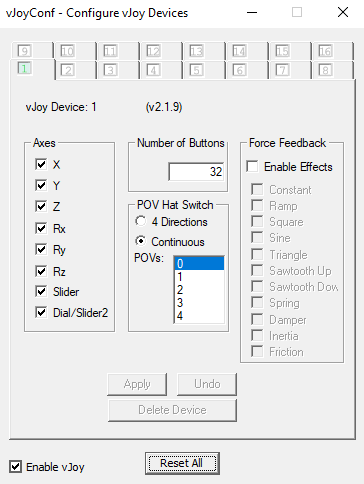 vJoyConf - Configure vJoy Devices
9 10 11 12 13 14 15 16
1 2 3 4 5 6 7 8
vJoy Device: 1 (v2.1.9)
Axes
X
Y
Z
Rx
Ry
Rz
Slider
Dial/Slider2
Number of Buttons
32
POV Hat Switch
4 Directions
Continuous
POVs:
0
1
2
3
4
Force Feedback
Enable Effects
Constant
Ramp
Square
Sine
Triangle
Sawtooth Up
Sawtooth Dow
Spring
Damper
Inertia
Friction
Apply Undo
Delete Device
Enable vJoy Reset All